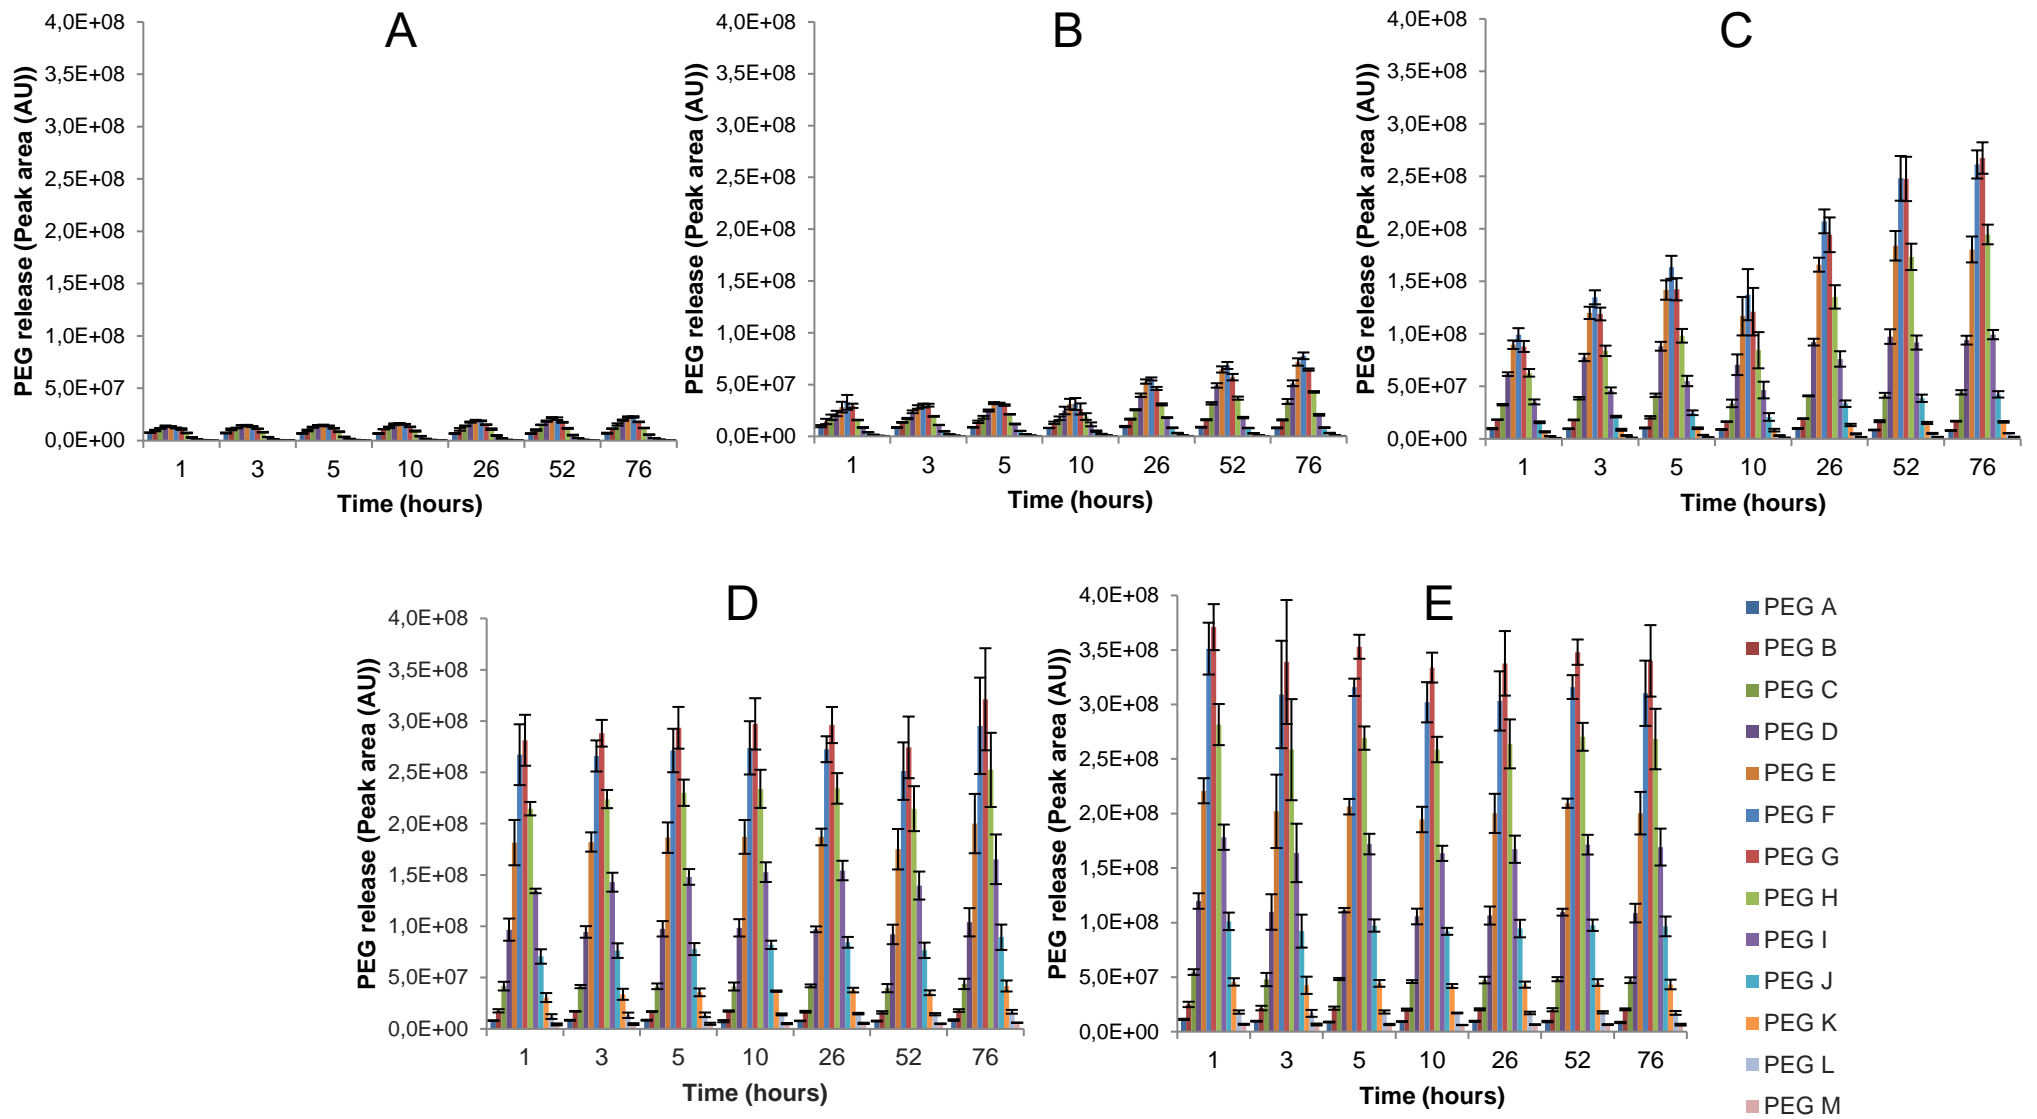 A
PEG release (Peak area (AU))
4,0E+08
3,5E+08
3,0E+08
2,5E+08
2,0E+08
1,5E+08
1,0E+08
5,0E+07
0,0E+00
1 3 5 10 26 52 76
Time (hours)
B
PEG release (Peak area (AU))
4,0E+08
3,5E+08
3,0E+08
2,5E+08
2,0E+08
1,5E+08
1,0E+08
5,0E+07
0,0E+00
1 3 5 10 26 52 76
Time (hours)
C
PEG release (Peak area (AU))
4,0E+08
3,5E+08
3,0E+08
2,5E+08
2,0E+08
1,5E+08
1,0E+08
5,0E+07
0,0E+00
1 3 5 10 26 52 76
Time (hours)
D
PEG release (Peak area (AU))
4,0E+08
3,5E+08
3,0E+08
2,5E+08
2,0E+08
1,5E+08
1,0E+08
5,0E+07
0,0E+00
1 3 5 10 26 52 76
Time (hours)
E
PEG release (Peak area (AU))
4,0E+08
3,5E+08
3,0E+08
2,5E+08
2,0E+08
1,5E+08
1,0E+08
5,0E+07
0,0E+00
1 3 5 10 26 52 76
Time (hours)
PEG A
PEG B
PEG C
PEG D
PEG E
PEG F
PEG G
PEG H
PEG I
PEG J
PEG K
PEG L
PEG M